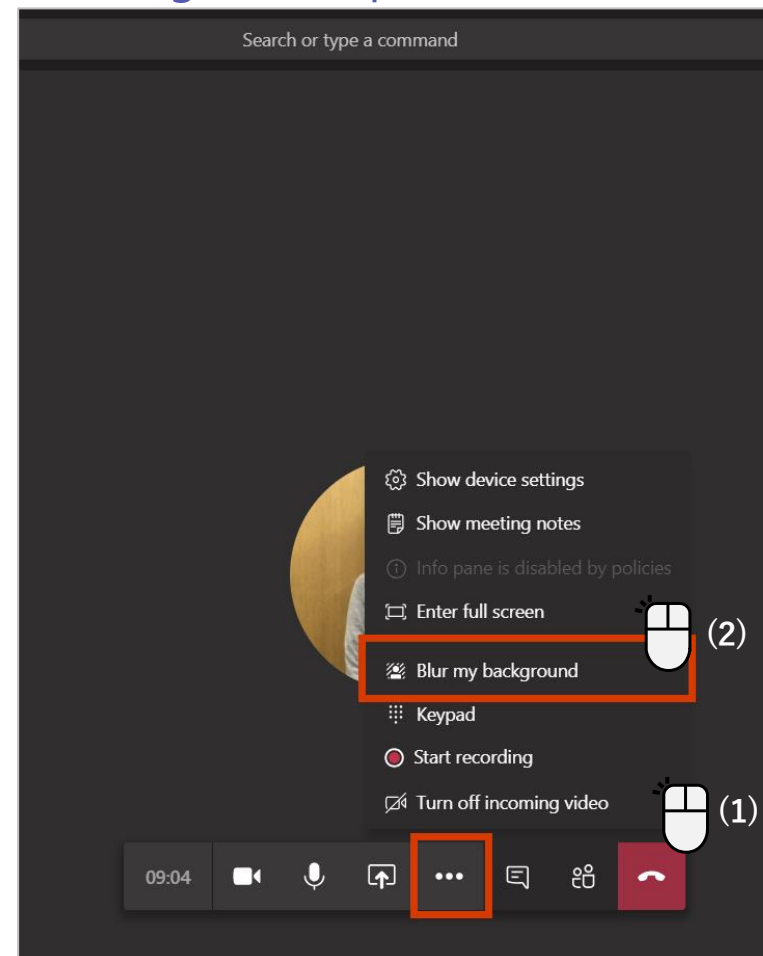 Search or type a command
Show device settings
Show meeting notes
Info pane is disabled by policies
Enter full screen
(2)
Blur my background
Keypad
Start recording
Turn off incoming video
(1)
09:04